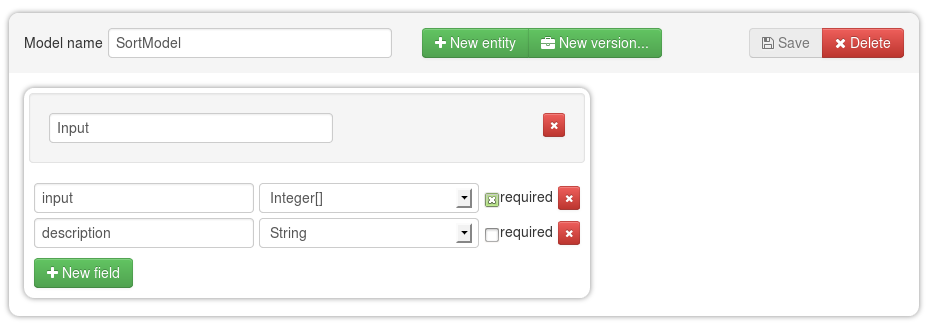 Model name SortModel New entity New version... Save Delete
Input
input Integer[] required
description String required
New field